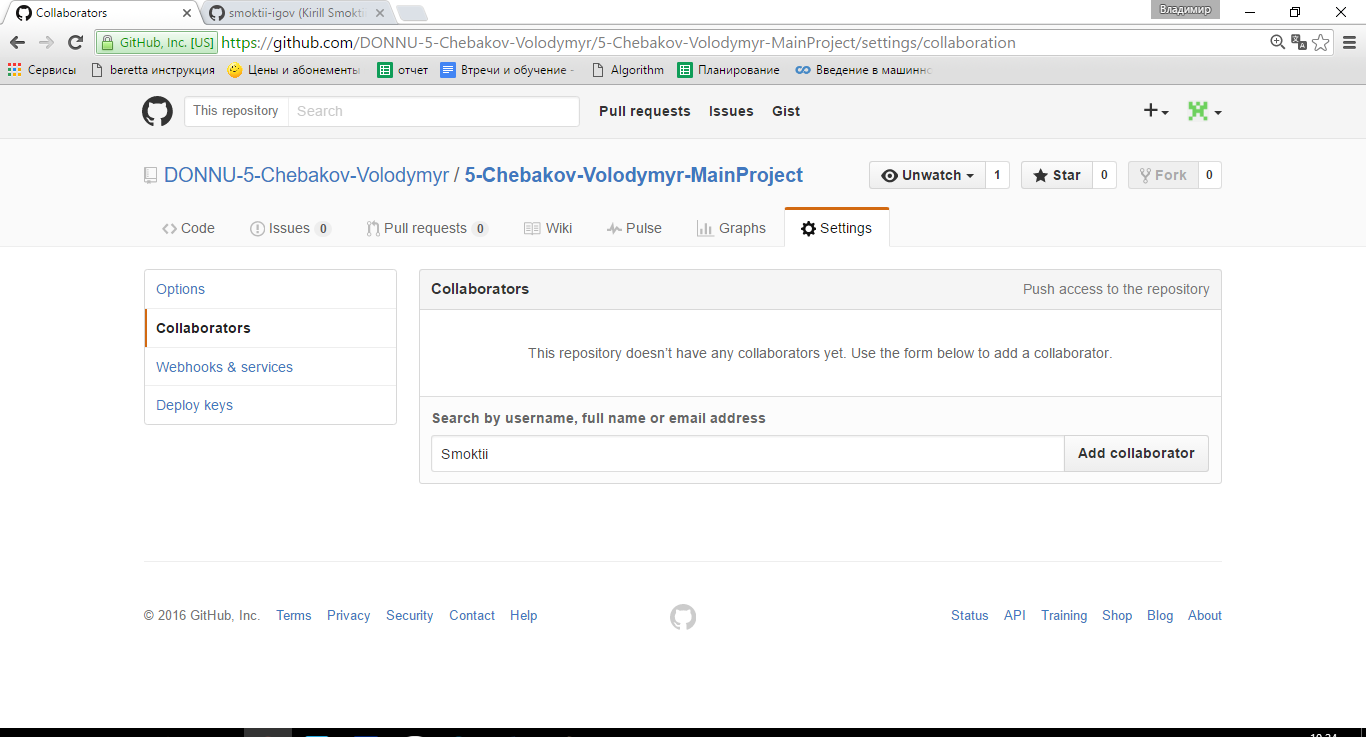 Collaborators
smoktii-igov (Kirill Smokti
Владимир
GitHub, Inc. [US]
https://github.com/DONNU-5-Chebakov-Volodymyr/5-Chebakov-Volodymyr-MainProject/settings/collaboration
Сервисы
beretta инструкция
Цены и абонементы
отчет
Втречи и обучение -
Algorithm
Планирование
Введение в машинно
This repository
Search
Pull requests
Issues
Gist
DONNU-5-Chebakov-Volodymyr / 5-Chebakov-Volodymyr-MainProject
Unwatch 1
Star 0
Fork 0
Code
Issues 0
Pull requests 0
Wiki
Pulse
Graphs
Settings
Options
Collaborators
Webhooks & services
Deploy keys
Collaborators
Push access to the repository
This repository doesn’t have any collaborators yet. Use the form below to add a collaborator.
Search by username, full name or email address
Smoktii
Add collaborator
© 2016 GitHub, Inc. Terms Privacy Security Contact Help
Status API Training Shop Blog About